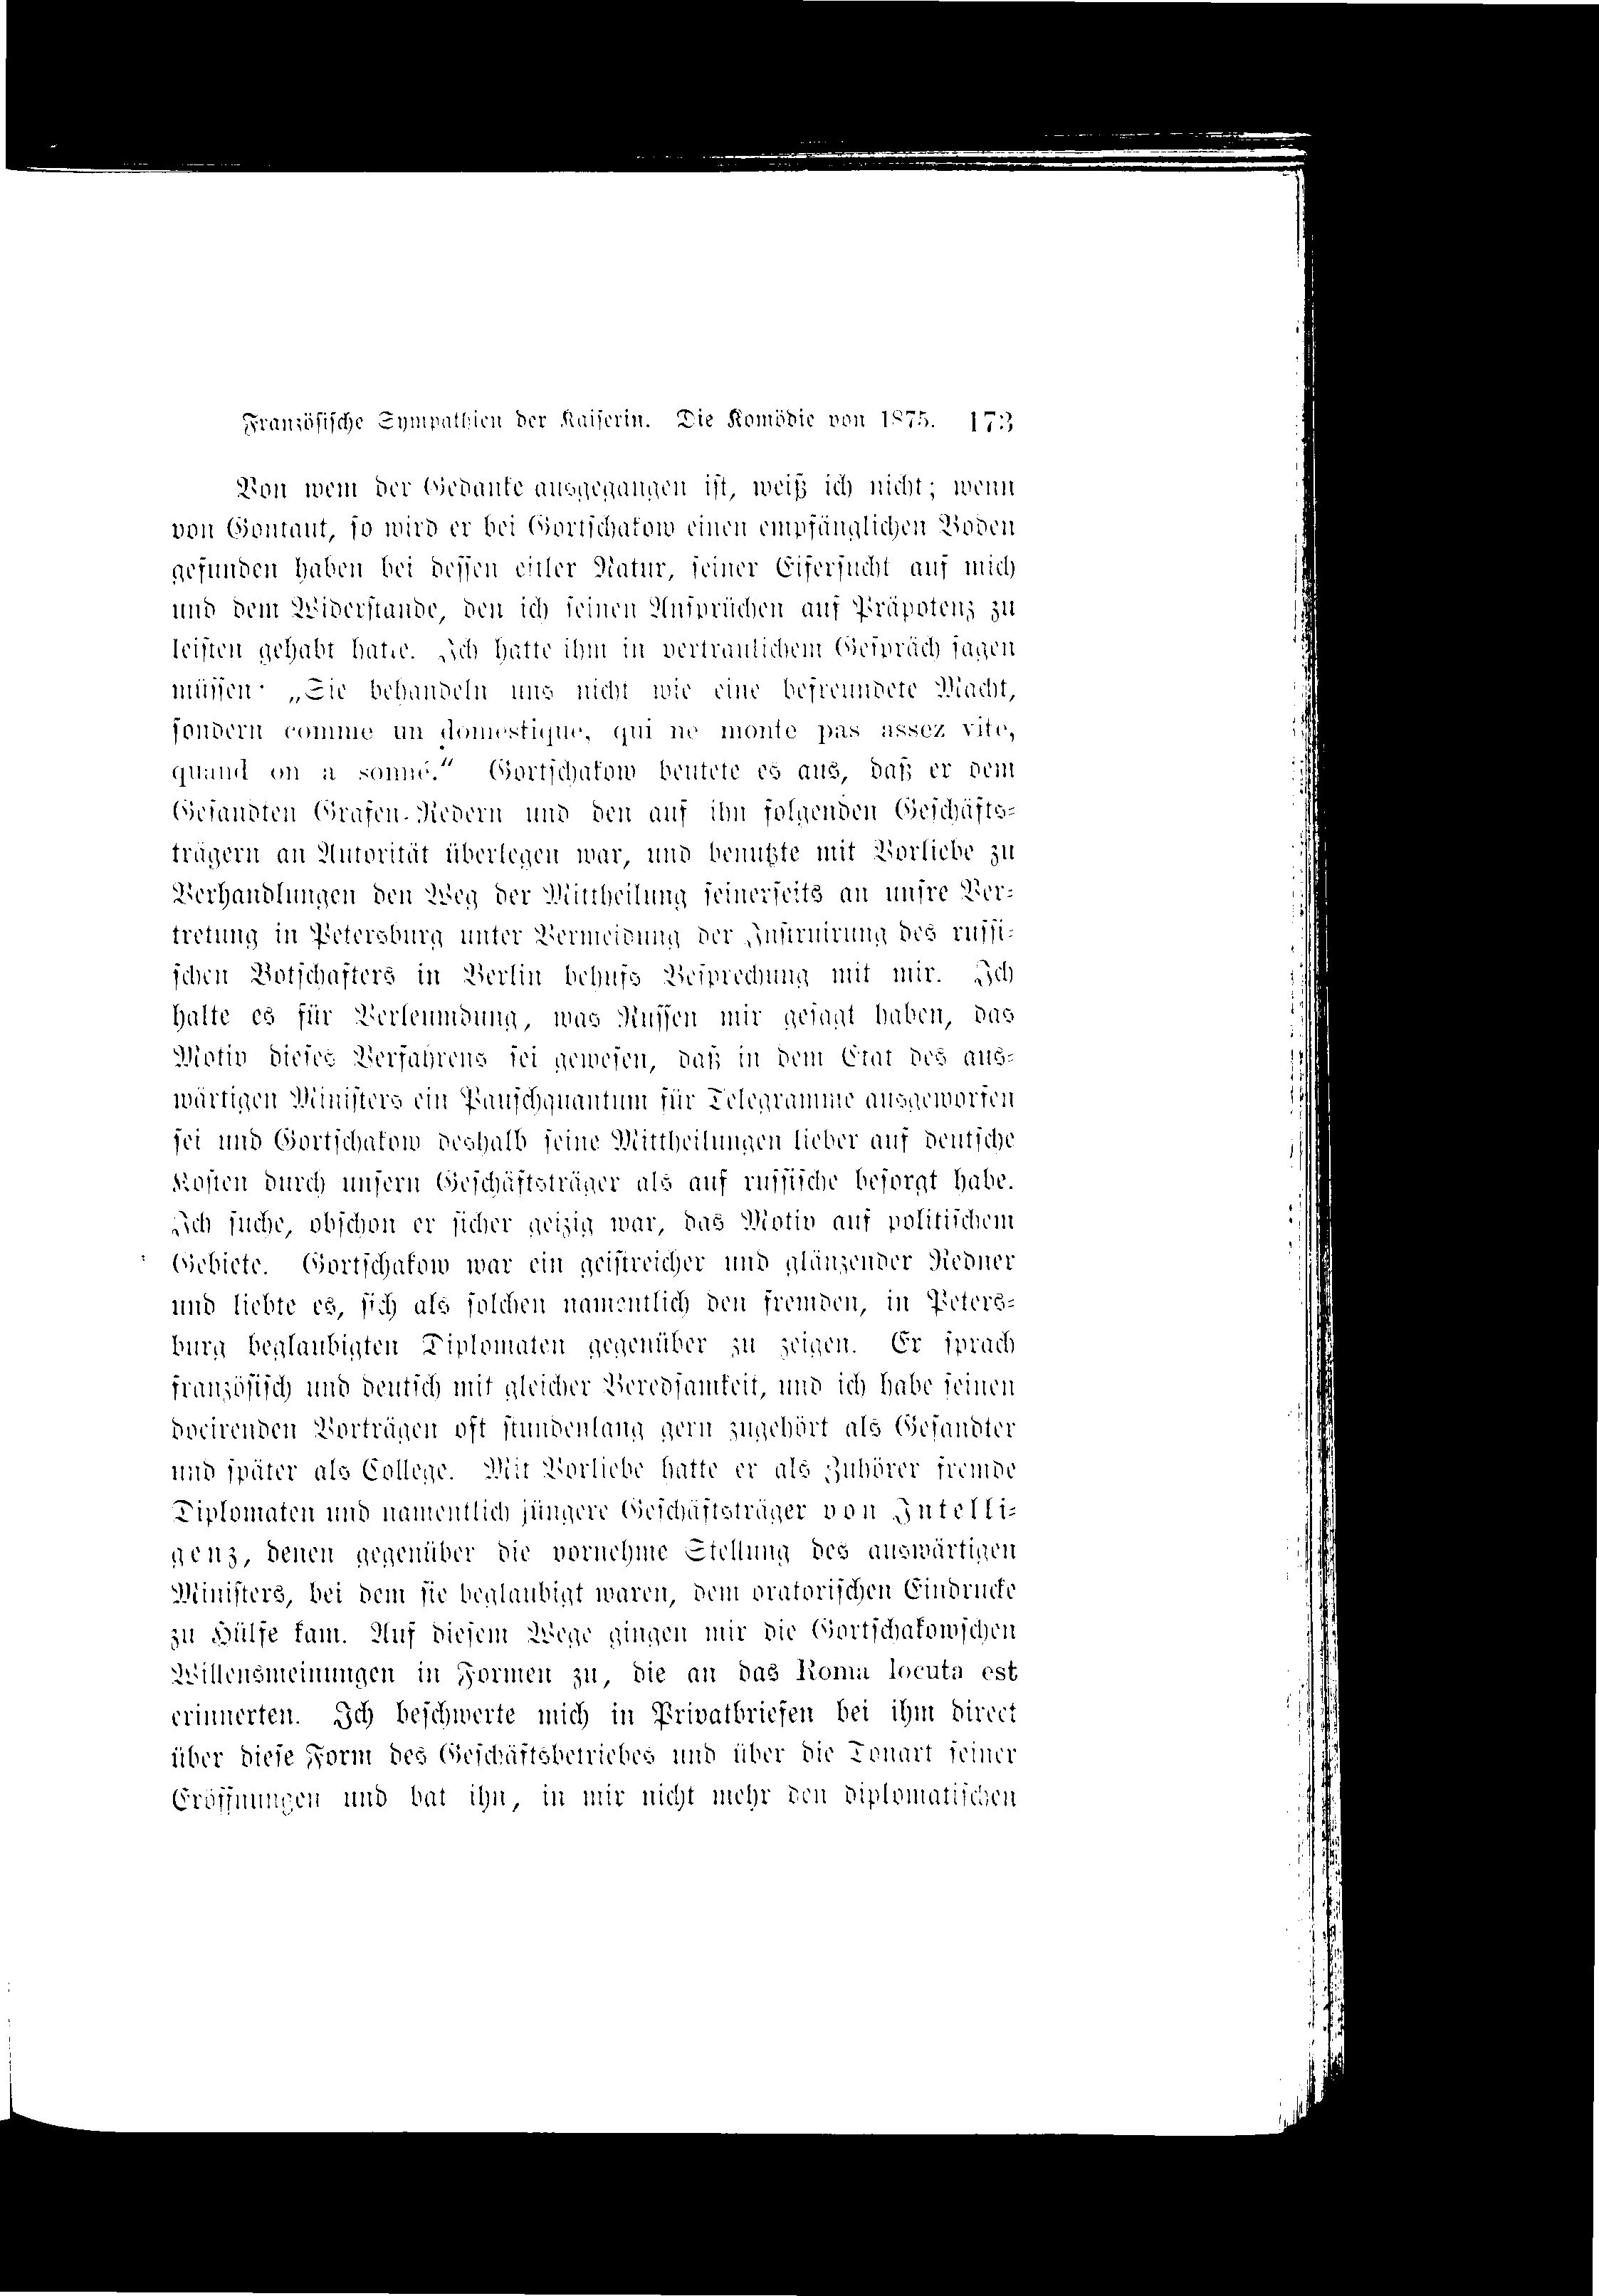 Französische Sympathien der Kaiserin. Die Komödie von 1875. 173
Von wem der Gedanke ausgegangen ist, weiß ich nicht; wenn
von Gontaut, so wird er bei Gortschakow einen empfänglichen Boden
gefunden haben bei dessen eitler Natur, seiner Eifersucht auf mich
und dem Widerstande, den ich seinen Ansprüchen auf Präpotenz zu
leisten gehabt hatte. Ich hatte ihm in vertraulichem Gespräch sagen
müssen: „Sie behandeln uns nicht wie eine befreundete Macht,
sondern comme un domestique, qui ne monte pas assez vite,
quand on a sonné.“ Gortschakow beutete es aus, daß er dem
Gesandten Grafen Redern und den auf ihn folgenden Geschäfts-
trägern an Autorität überlegen war, und benutzte mit Vorliebe zu
Verhandlungen den Weg der Mittheilung seinerseits an unsre Ver-
tretung in Petersburg unter Vermeidung der Instruirung des russi-
schen Botschafters in Berlin behufs Besprechung mit mir. Ich
halte es für Verleumdung, was Russen mir gesagt haben, das
Motiv dieses Verfahrens sei gewesen, daß in dem Etat des aus-
wärtigen Ministers ein Pauschquantum für Telegramme ausgeworfen
sei und Gortschakow deshalb seine Mittheilungen lieber auf deutsche
Kosten durch unsern Geschäftsträger als auf russische besorgt habe.
Ich suche, obschon er sicher geizig war, das Motiv auf politischem
Gebiete. Gortschakow war ein geistreicher und glänzender Redner
und liebte es, sich als solchen namentlich den fremden, in Peters-
burg beglaubigten Diplomaten gegenüber zu zeigen. Er sprach
französisch und deutsch mit gleicher Beredsamkeit, und ich habe seinen
docirenden Vorträgen oft stundenlang gern zugehört als Gesandter
und später als College. Mit Vorliebe hatte er als Zuhörer fremde
Diplomaten und namentlich jüngere Geschäftsträger von Intelli-
genz, denen gegenüber die vornehme Stellung des auswärtigen
Ministers, bei dem sie beglaubigt waren, dem oratorischen Eindrucke
zu Hülfe kam. Auf diesem Wege gingen mir die Gortschakowschen
Willensmeinungen in Formen zu, die an das Roma locuta est
erinnerten. Ich beschwerte mich in Privatbriefen bei ihm direct
über diese Form des Geschäftsbetriebes und über die Tonart seiner
Eröffnungen und bat ihn, in mir nicht mehr den diplomatischen